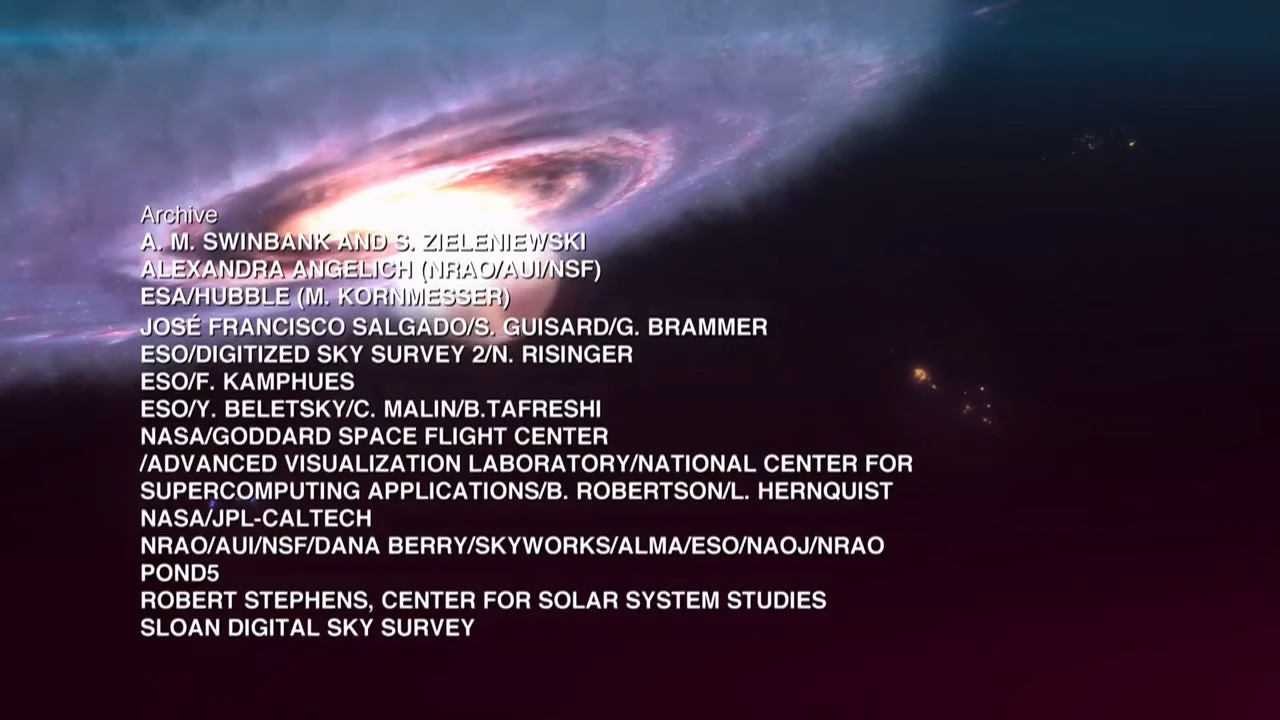 Archive
A. M. SWINBANK AND S. ZIELENIEWSKI
ALEXANDRA ANGELICH (NRAO/AUI/NSF)
ESA/HUBBLE (M. KORNMESSER)
JOSÉ FRANCISCO SALGADO/S. GUISARD/G. BRAMMER
ESO/DIGITIZED SKY SURVEY 2/N. RISINGER
ESO/F. KAMPHUES
ESO/Y. BELETSKY/C. MALIN/B.TAFRESHI
NASA/GODDARD SPACE FLIGHT CENTER
/ADVANCED VISUALIZATION LABORATORY/NATIONAL CENTER FOR
SUPERCOMPUTING APPLICATIONS/B. ROBERTSON/L. HERNQUIST
NASA/JPL-CALTECH
NRAO/AUI/NSF/DANA BERRY/SKYWORKS/ALMA/ESO/NAOJ/NRAO
POND5
ROBERT STEPHENS, CENTER FOR SOLAR SYSTEM STUDIES
SLOAN DIGITAL SKY SURVEY